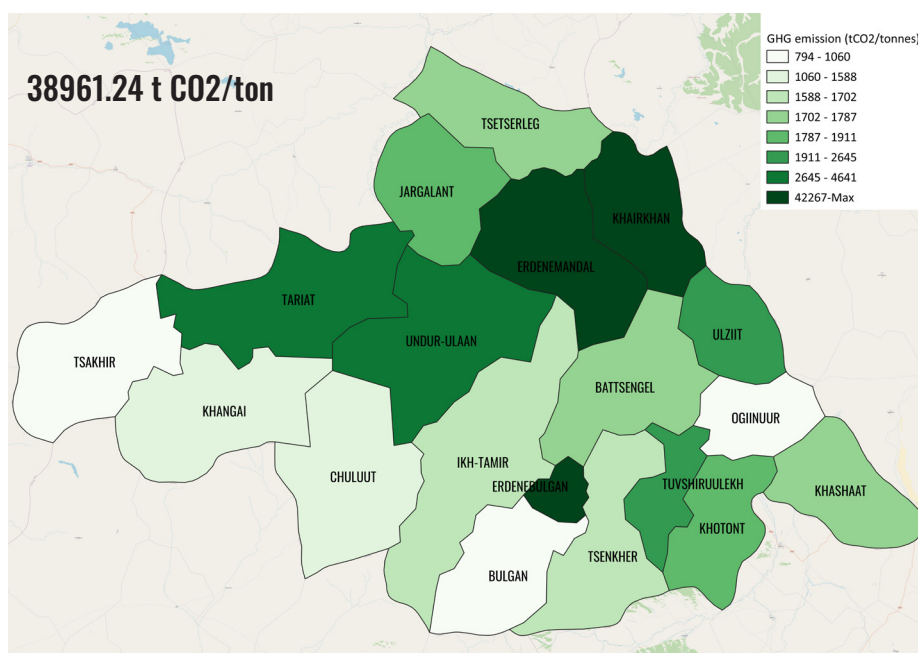 38961.24 t CO2/ton
GHG emission (tCO2/tonnes)
794 - 1060
1060 - 1588
1588 - 1702
1702 - 1787
1787 - 1911
1911 - 2645
2645 - 4641
42267-Max
TSETSERLEG
JARGALANT
KHAIRKHAN
ERDENEMANDAL
TARIAT
UNDUR-ULAAN
ULZIIT
TSAKHIR
BATTSENGEL
KHANGAI
OGIINUUR
IKH-TAMIR
CHULUUT
ERDENEBULGAN
TUVSHIRUULEKH
KHASHAAT
KHOTONT
TSENKHER
BULGAN